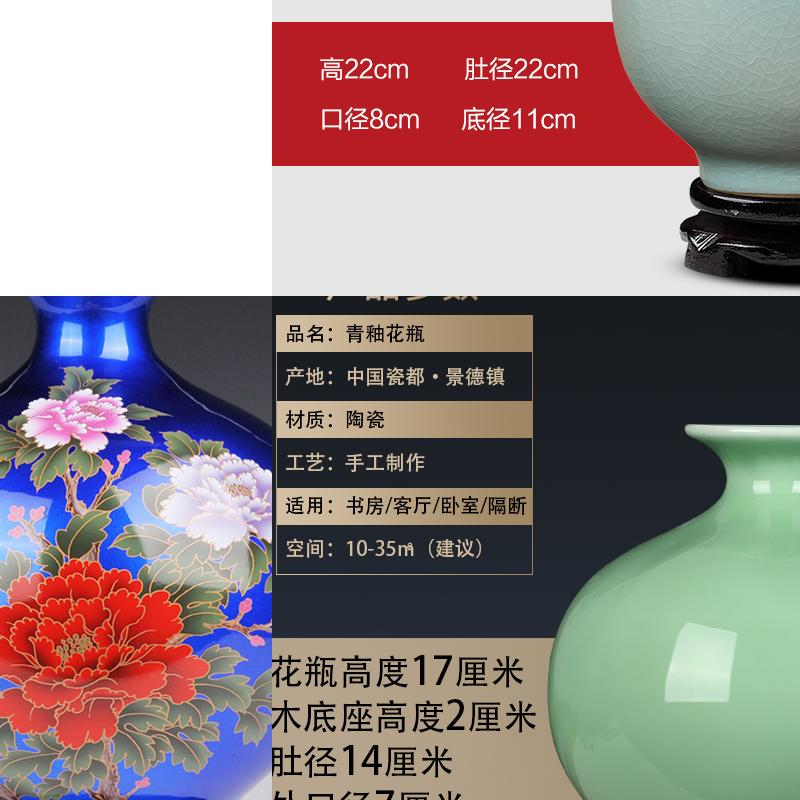 高22cm 肚径22cm
口径8cm 底径11cm
品名：青釉花瓶
产地：中国瓷都·景德镇
材质：陶瓷
工艺：手工制作
适用：书房/客厅/卧室/隔断
空间：10-35㎡（建议）
花瓶高度17厘米
木底座高度2厘米
肚径14厘米